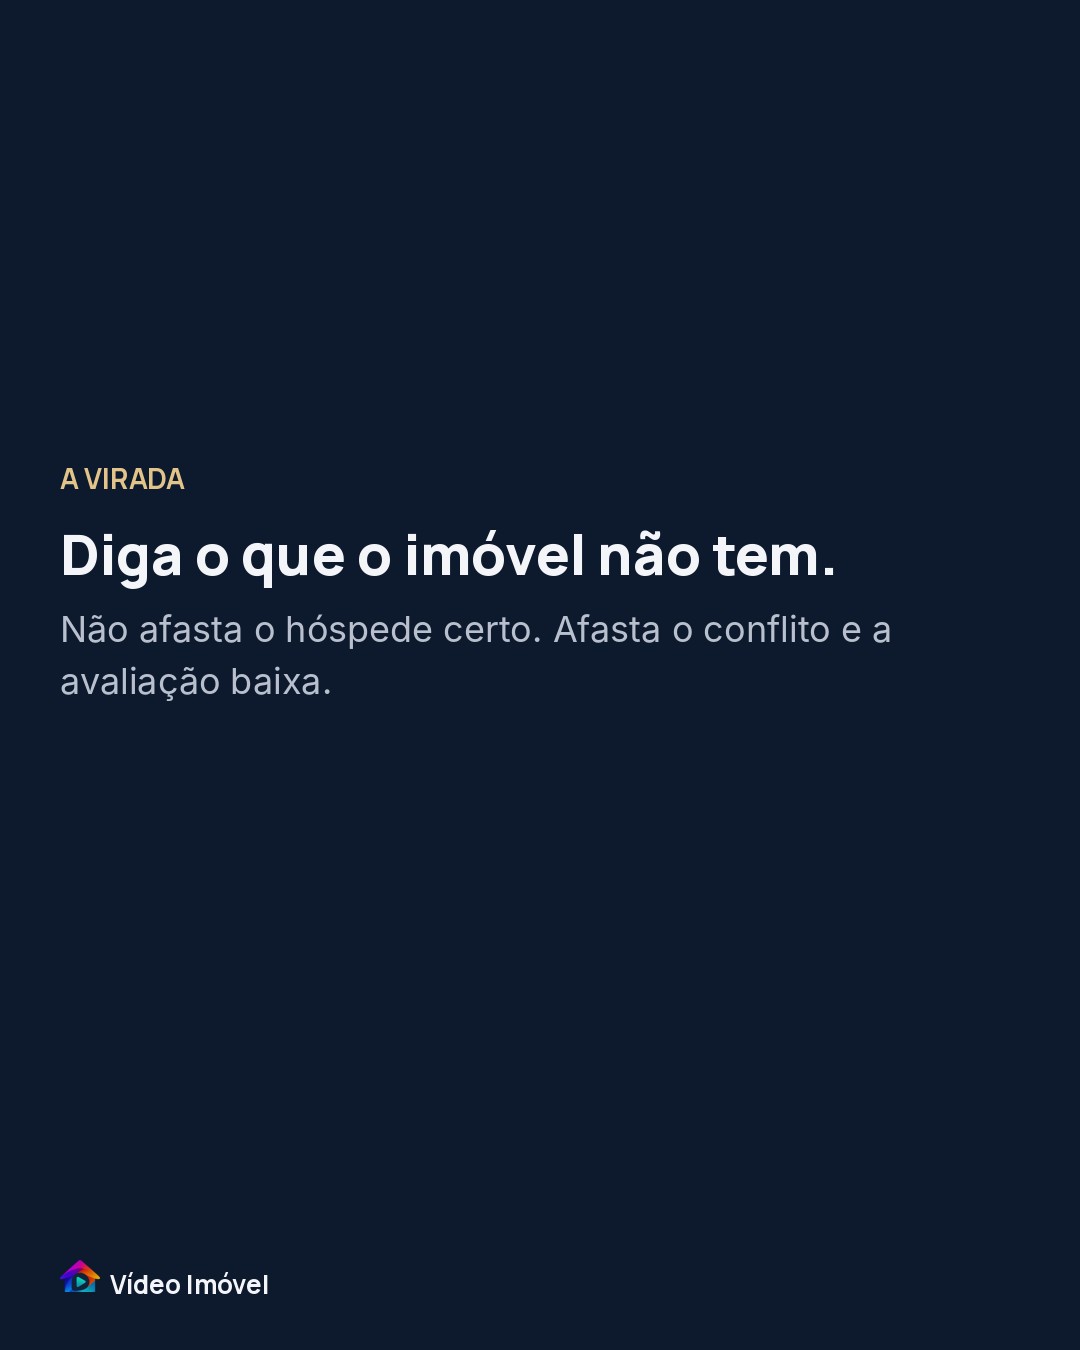 A VIRADA
Diga o que o imóvel não tem.
Não afasta o hóspede certo. Afasta o conflito e a
avaliação baixa.
Vídeo Imóvel